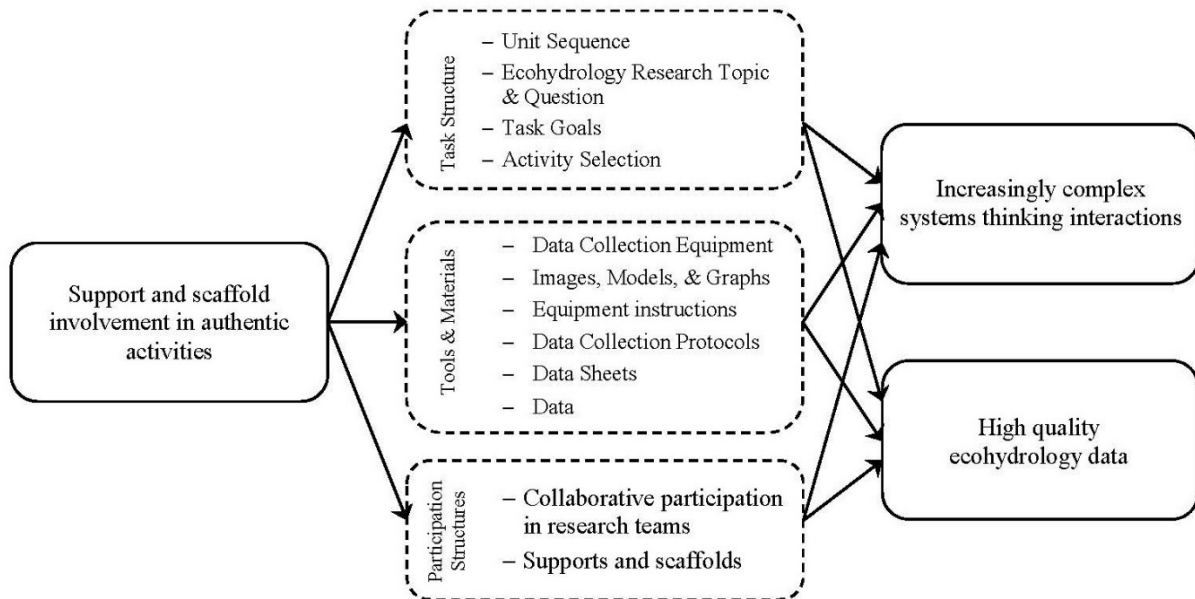 Support and scaffold
involvement in authentic
activities
Task Structure
– Unit Sequence
– Ecohydrology Research Topic
& Question
– Task Goals
– Activity Selection
Tools & Materials
– Data Collection Equipment
– Images, Models, & Graphs
– Equipment instructions
– Data Collection Protocols
– Data Sheets
– Data
Participation
Structures
– Collaborative participation
in research teams
– Supports and scaffolds
Increasingly complex
systems thinking interactions
High quality
ecohydrology data